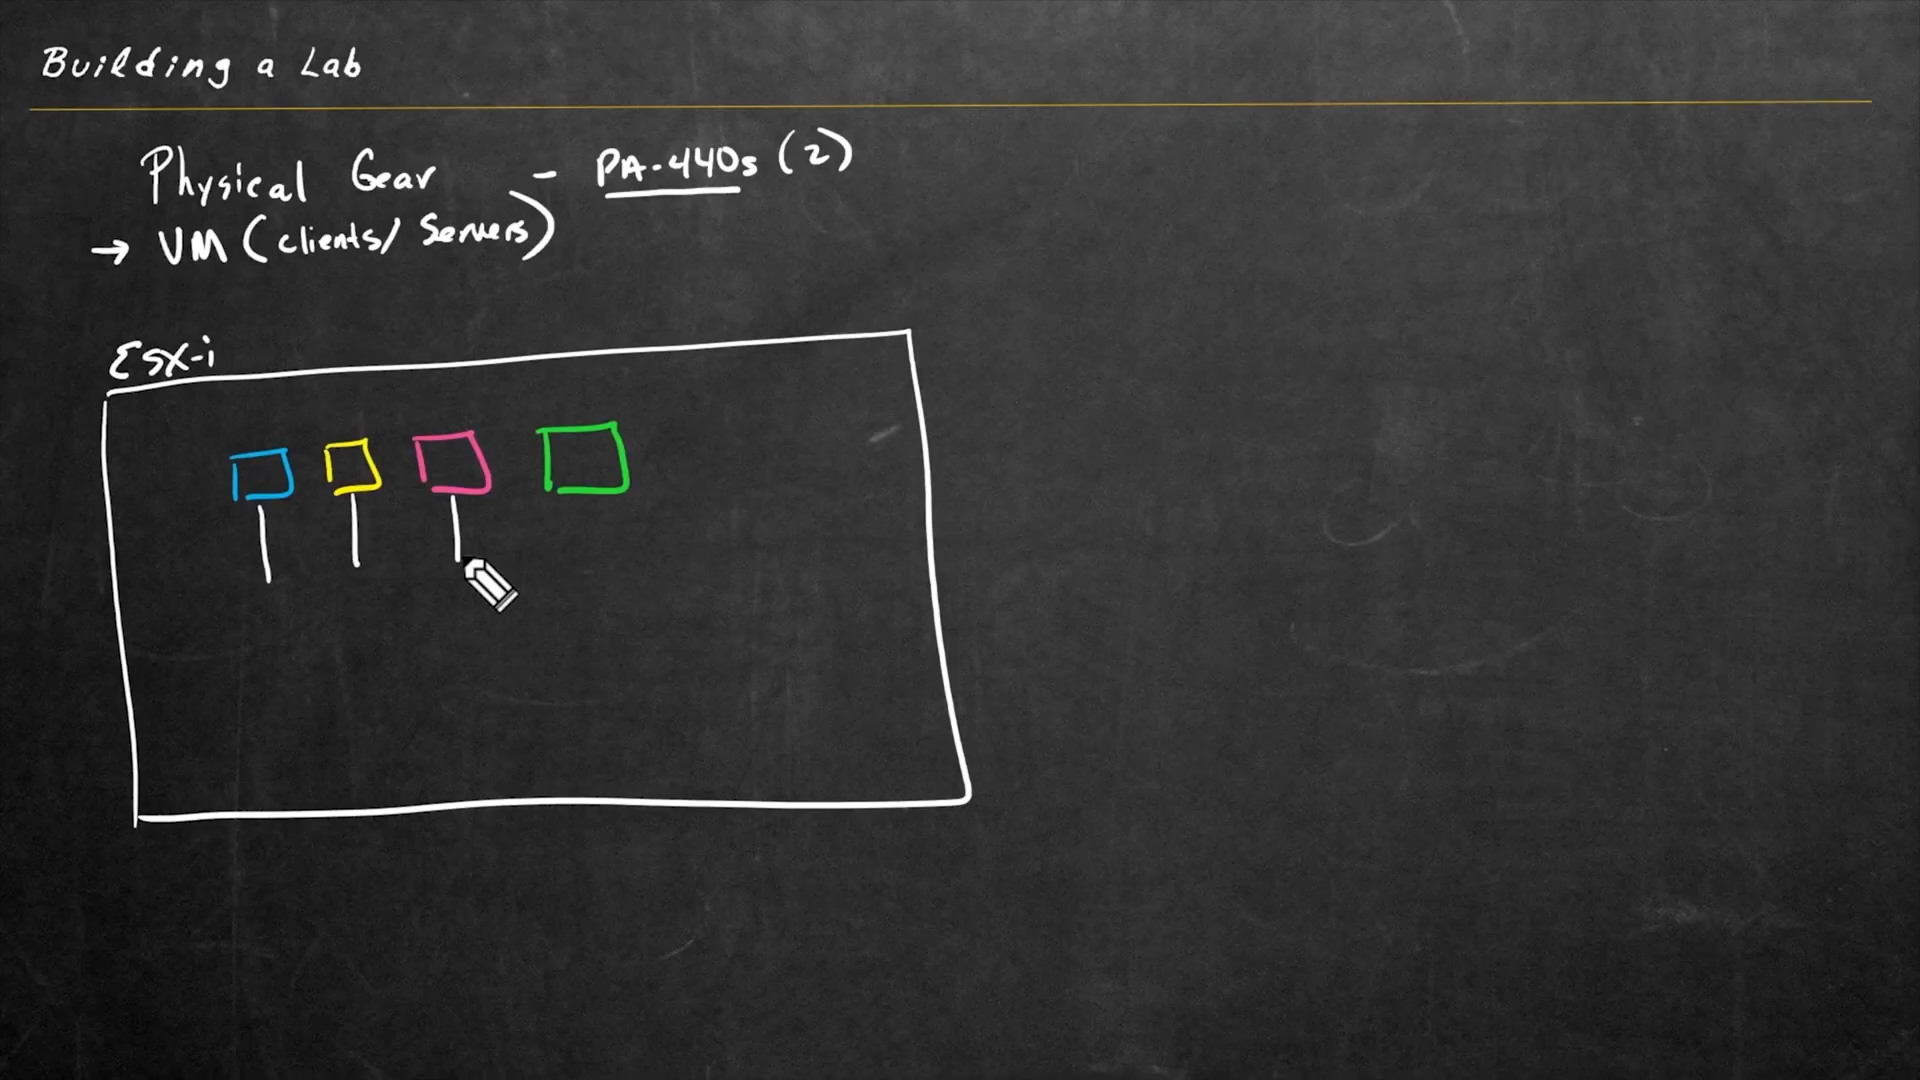 Building a Lab
Physical Gear - PA-440s (2)
→ VM (clients/ Servers)
ESX-i